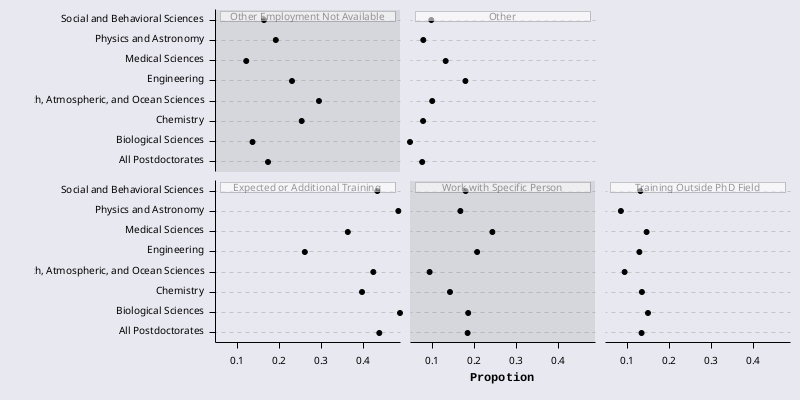 Other Employment Not Available
Other
Social and Behavioral Sciences
Physics and Astronomy
Medical Sciences
Engineering
h, Atmospheric, and Ocean Sciences
Chemistry
Biological Sciences
All Postdoctorates
Expected or Additional Training
Work with Specific Person
Training Outside PhD Field
Social and Behavioral Sciences
Physics and Astronomy
Medical Sciences
Engineering
h, Atmospheric, and Ocean Sciences
Chemistry
Biological Sciences
All Postdoctorates
0.1 0.2 0.3 0.4
0.1 0.2 0.3 0.4
0.1 0.2 0.3 0.4
Propotion